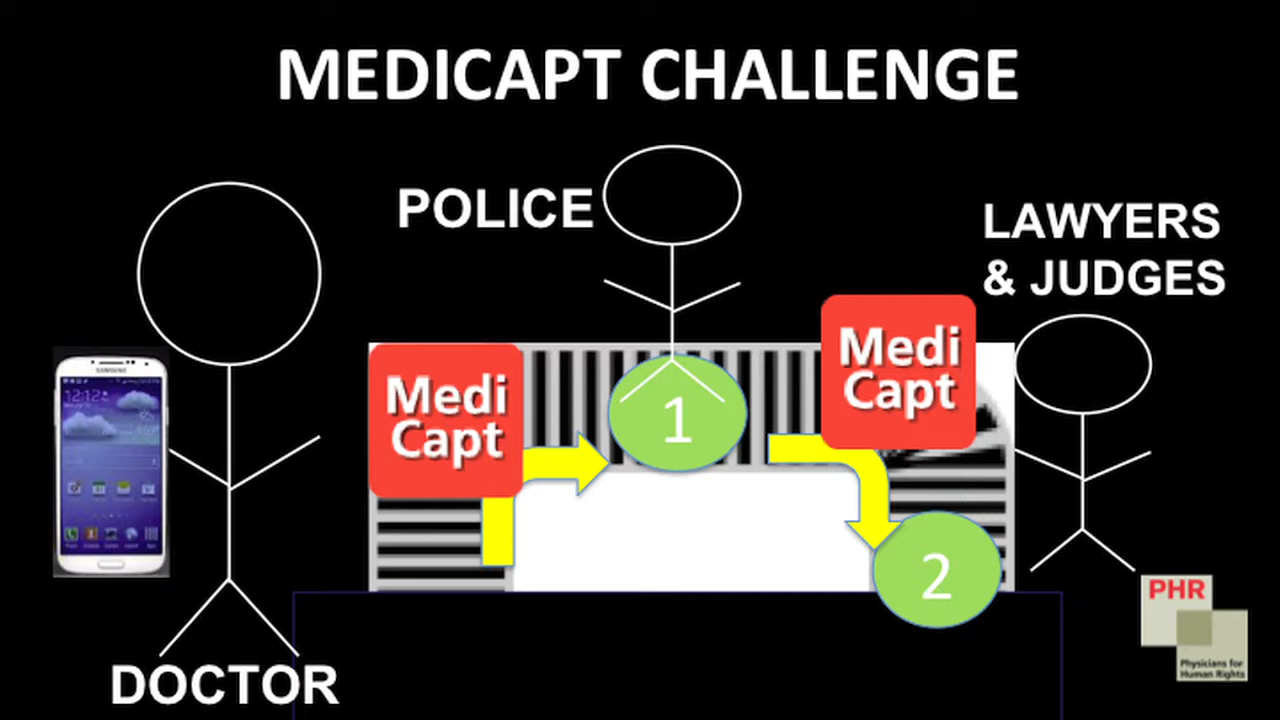 MEDICAPT CHALLENGE
POLICE
LAWYERS
& JUDGES
Medi
Capt
Medi
Capt
1
2
SAMSUNG
12:12
DOCTOR
PHR
Physicians for
Human Rights